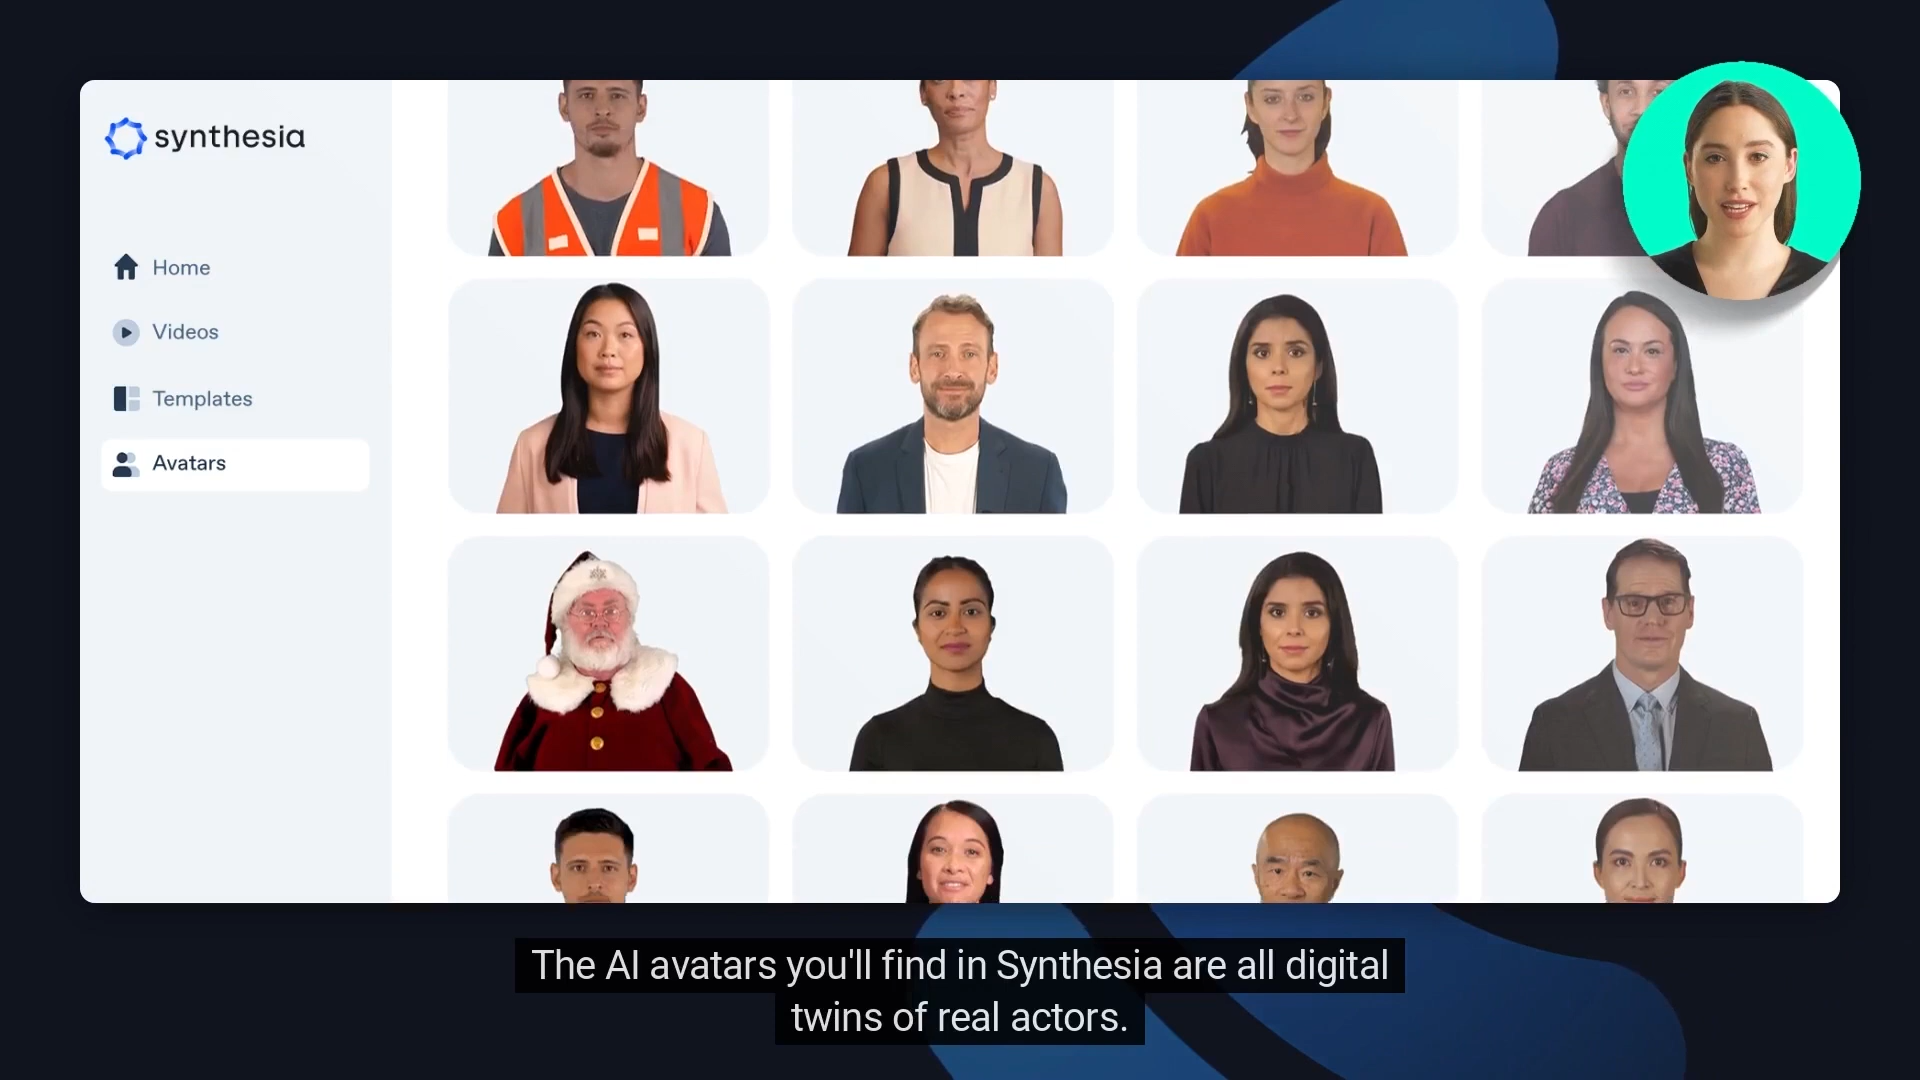 synthesia
Home
Videos
Templates
Avatars
The AI avatars you'll find in Synthesia are all digital
twins of real actors.